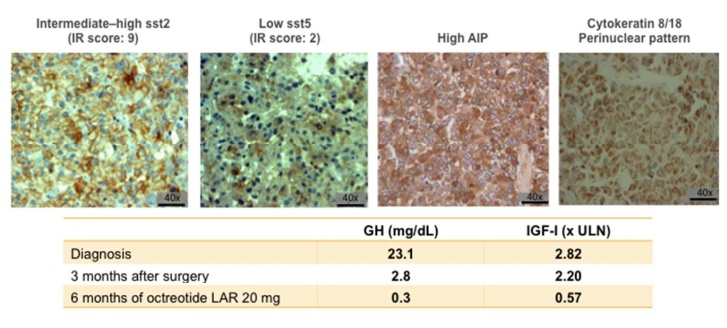 Intermediate–high sst2
(IR score: 9)
Low sst5
(IR score: 2)
High AIP
Cytokeratin 8/18
Perinuclear pattern
40x
40x
40x
40x
GH (mg/dL) IGF-I (x ULN)
Diagnosis 23.1 2.82
3 months after surgery 2.8 2.20
6 months of octreotide LAR 20 mg 0.3 0.57